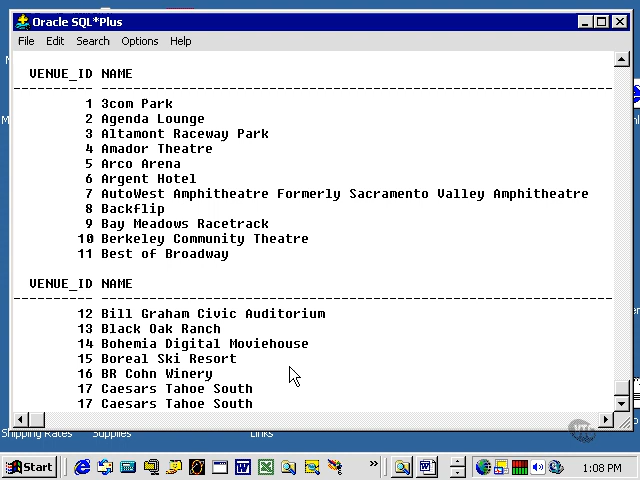 Oracle SQL*Plus
File Edit Search Options Help
VENUE_ID NAME
---------- --------------------------------------------------------------
1 3com Park
2 Agenda Lounge
3 Altamont Raceway Park
4 Amador Theatre
5 Arco Arena
6 Argent Hotel
7 AutoWest Amphitheatre Formerly Sacramento Valley Amphitheatre
8 Backflip
9 Bay Meadows Racetrack
10 Berkeley Community Theatre
11 Best of Broadway
VENUE_ID NAME
---------- --------------------------------------------------------------
12 Bill Graham Civic Auditorium
13 Black Oak Ranch
14 Bohemia Digital Moviehouse
15 Boreal Ski Resort
16 BR Cohn Winery
17 Caesars Tahoe South
17 Caesars Tahoe South
Shipping Rates Supplies Links
Start » 1:08 PM